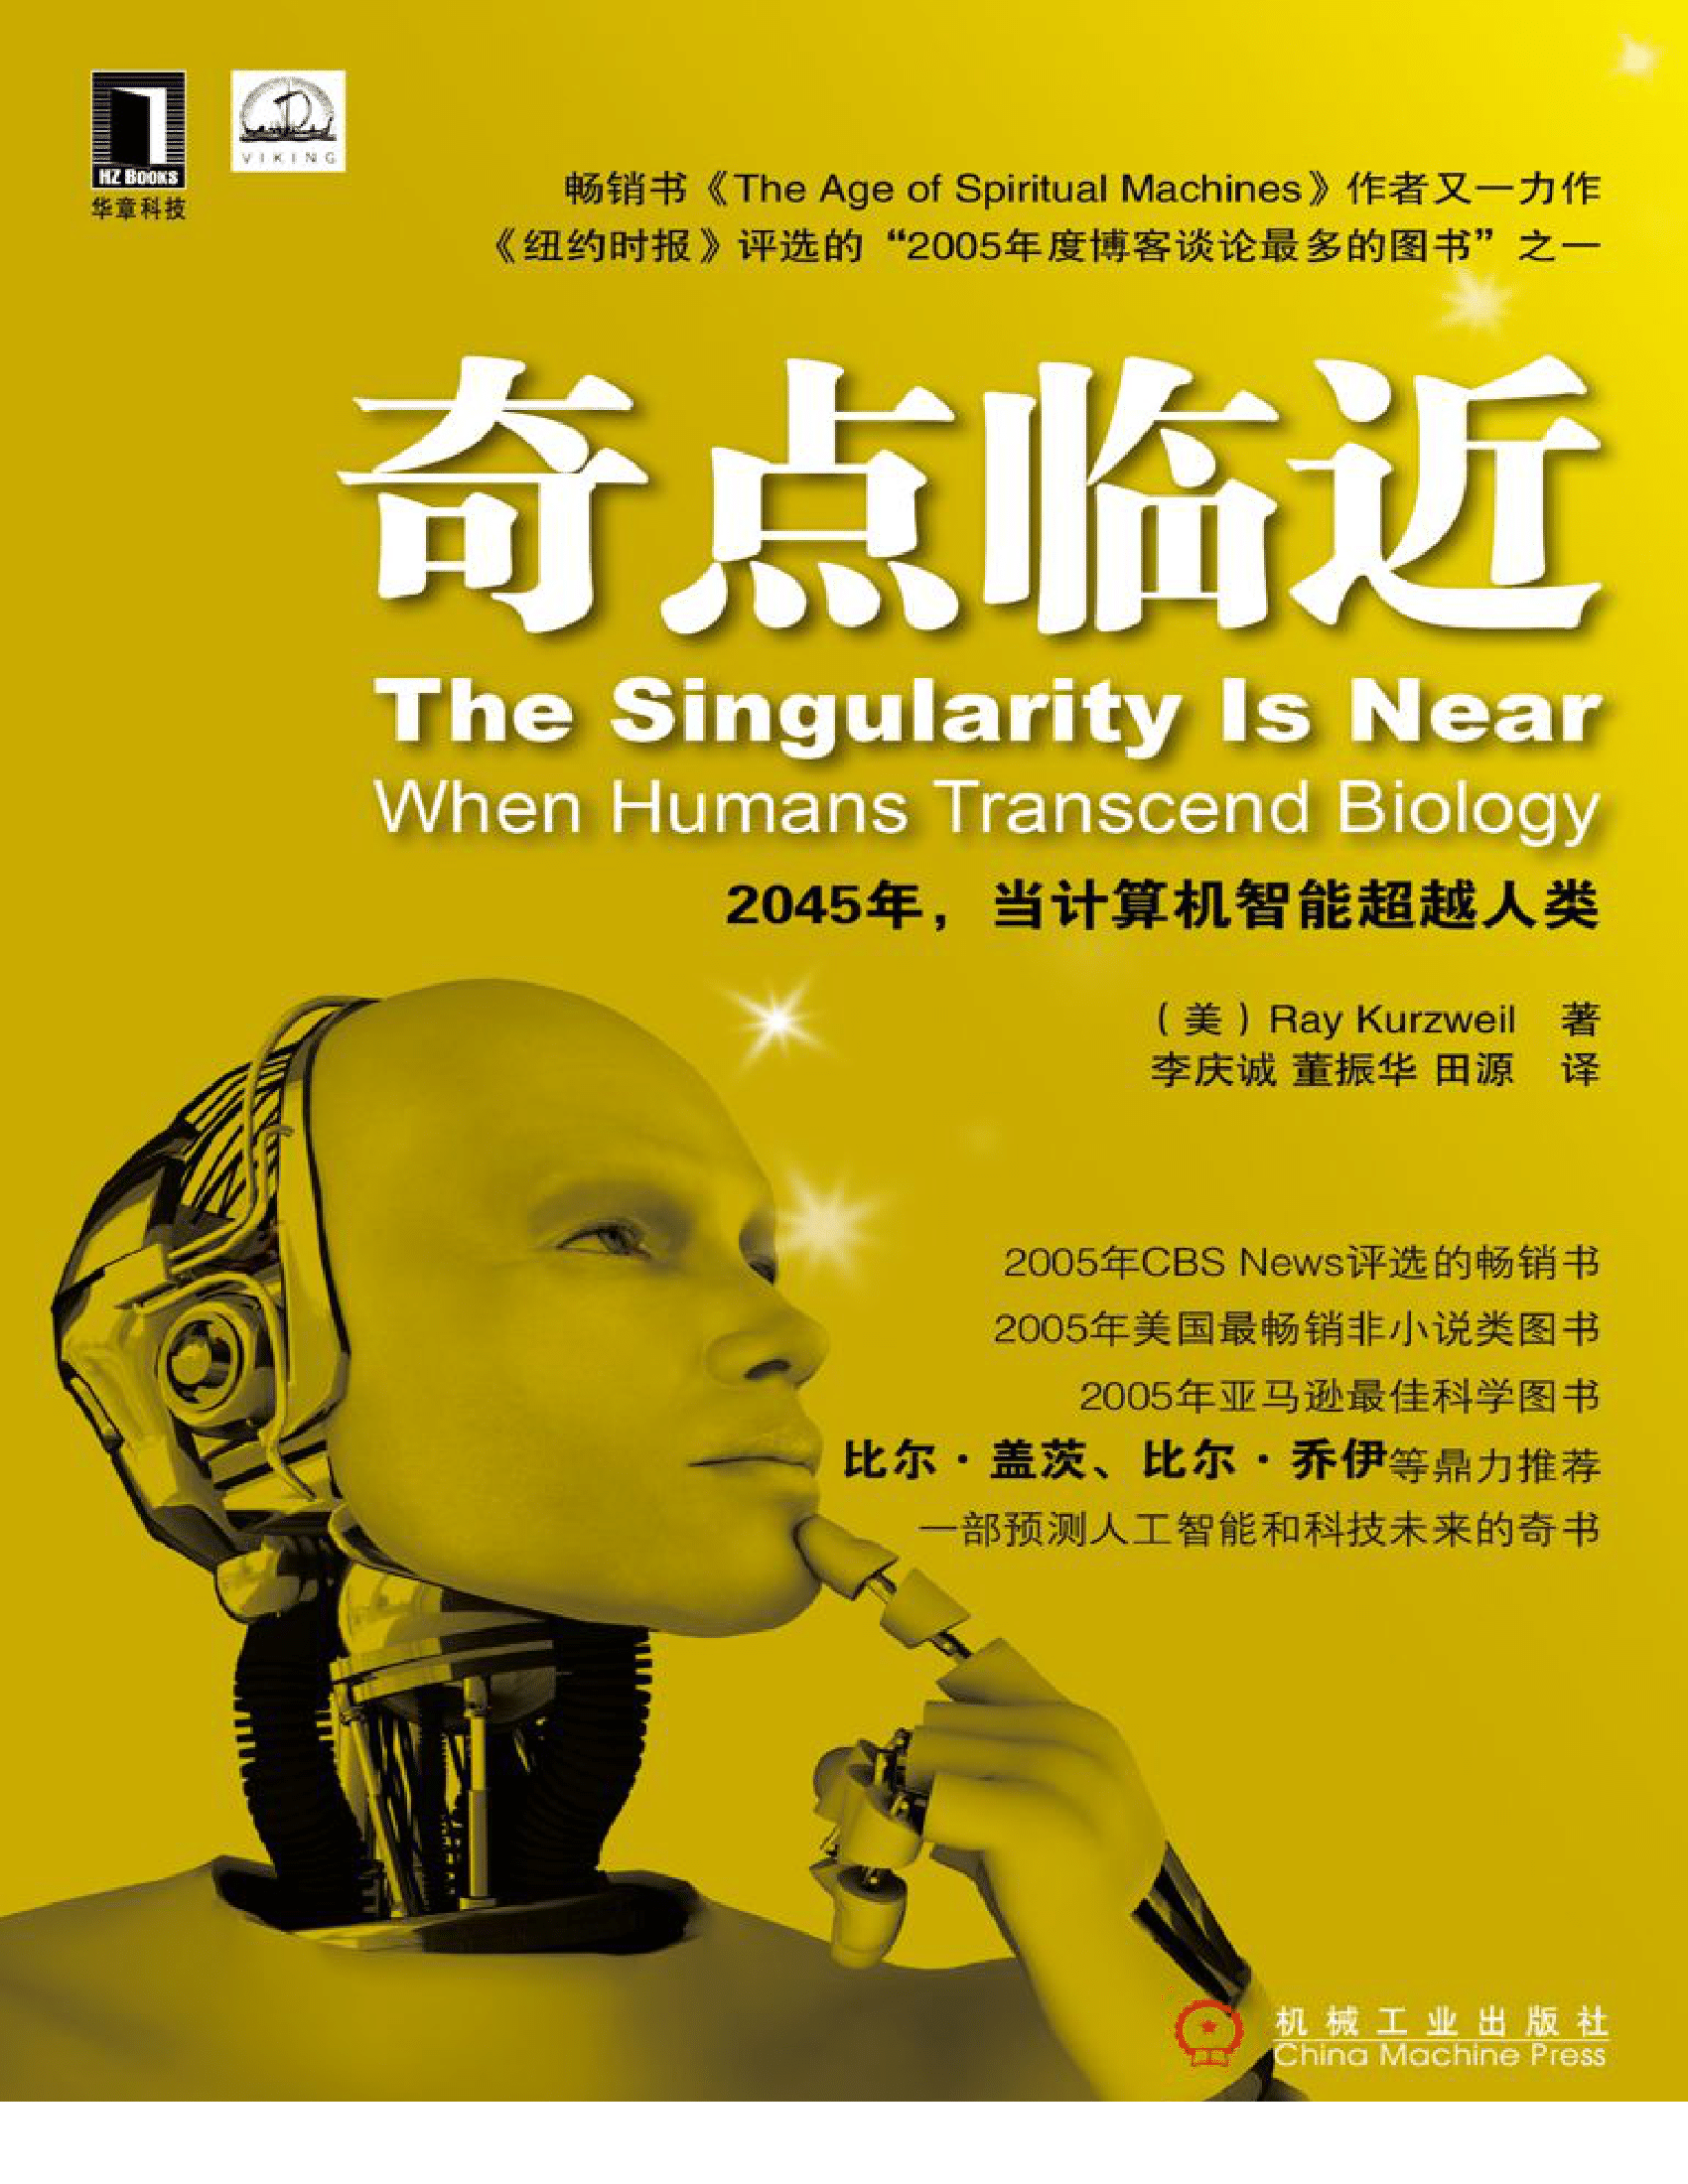 HZ BOOKS
华章科技
VIKING
畅销书《The Age of Spiritual Machines》作者又一力作
《纽约时报》评选的“2005年度博客谈论最多的图书”之一
奇点临近
The Singularity Is Near
When Humans Transcend Biology
2045年，当计算机智能超越人类
（美）Ray Kurzweil 著
李庆诚 董振华 田源 译
2005年CBS News评选的畅销书
2005年美国最畅销非小说类图书
2005年亚马逊最佳科学图书
比尔·盖茨、比尔·乔伊等鼎力推荐
一部预测人工智能和科技未来的奇书
机械工业出版社
China Machine Press